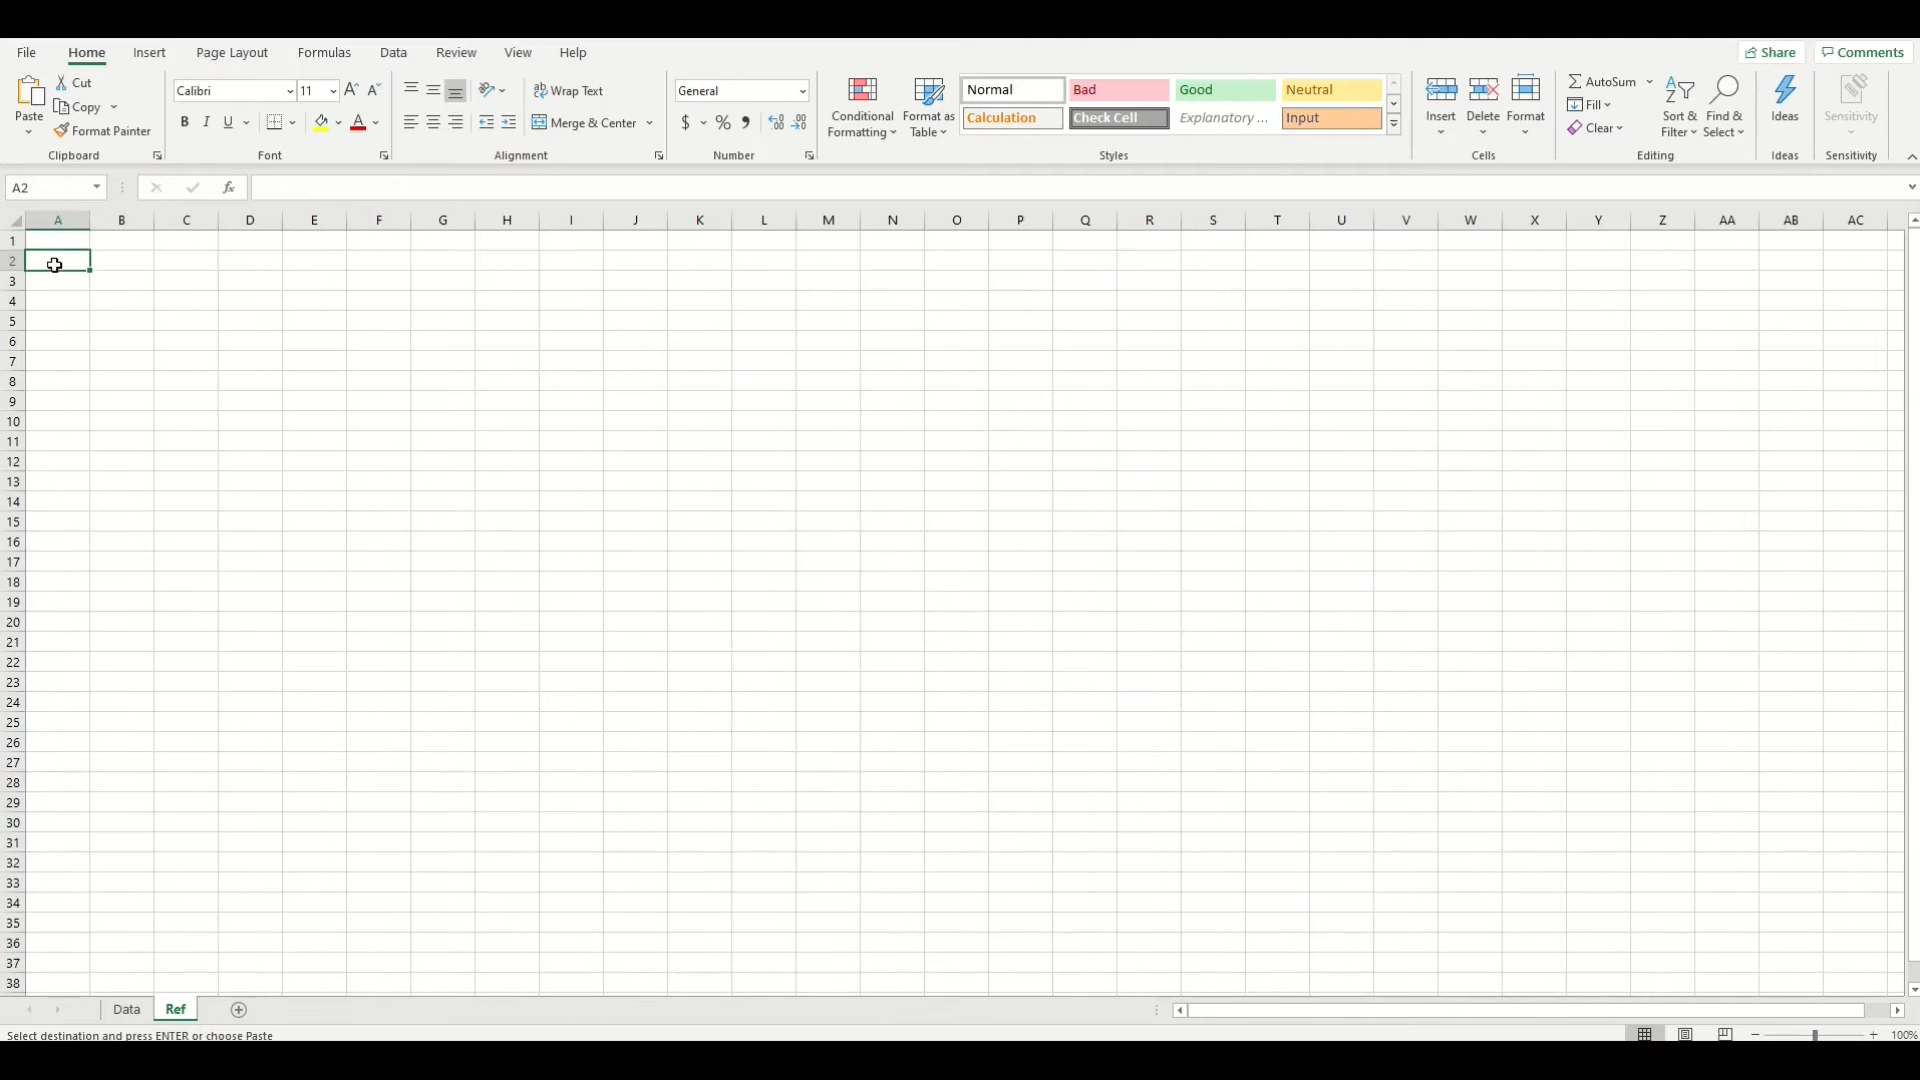 File Home Insert Page Layout Formulas Data Review View Help Share Comments
Paste Cut Copy Format Painter Clipboard
Calibri 11 A A B I U A Font
Wrap Text Merge & Center Alignment
General $ % 9 Number
Conditional Formatting Format as Table
Normal Bad Good Neutral
Calculation Check Cell Explanatory ... Input
Styles
Insert Delete Format Cells
AutoSum Fill Clear Sort & Filter Find & Select Editing
Ideas Ideas
Sensitivity Sensitivity
A2 fx
A B C D E F G H I J K L M N O P Q R S T U V W X Y Z AA AB AC
1
2
3
4
5
6
7
8
9
10
11
12
13
14
15
16
17
18
19
20
21
22
23
24
25
26
27
28
29
30
31
32
33
34
35
36
37
38
Data Ref
Select destination and press ENTER or choose Paste 100%